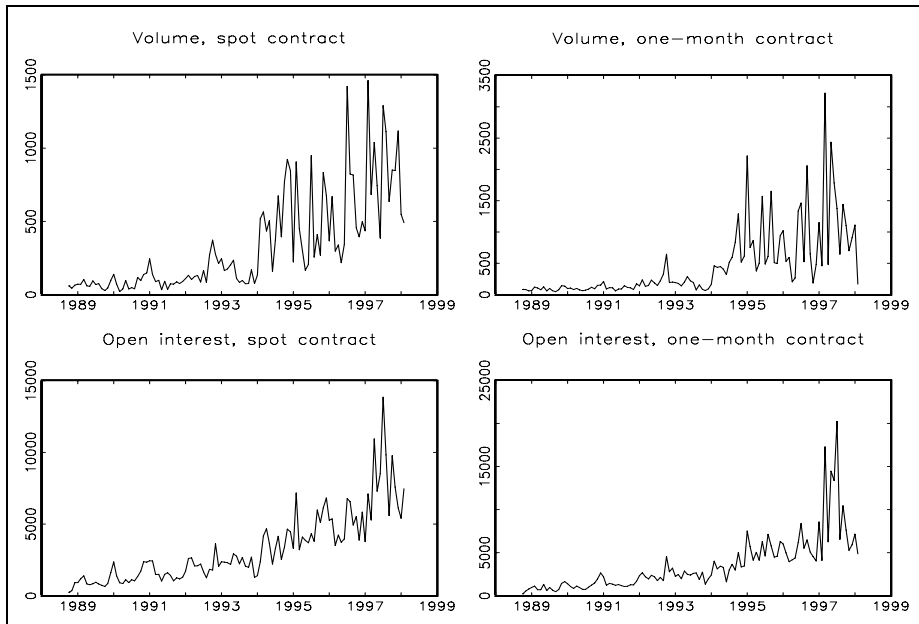 Volume, spot contract
1500
1000
500
0
1989 1991 1993 1995 1997 1999
Volume, one-month contract
3500
2500
1500
500
0
1989 1991 1993 1995 1997 1999
Open interest, spot contract
15000
10000
5000
0
1989 1991 1993 1995 1997 1999
Open interest, one-month contract
25000
15000
5000
0
1989 1991 1993 1995 1997 1999